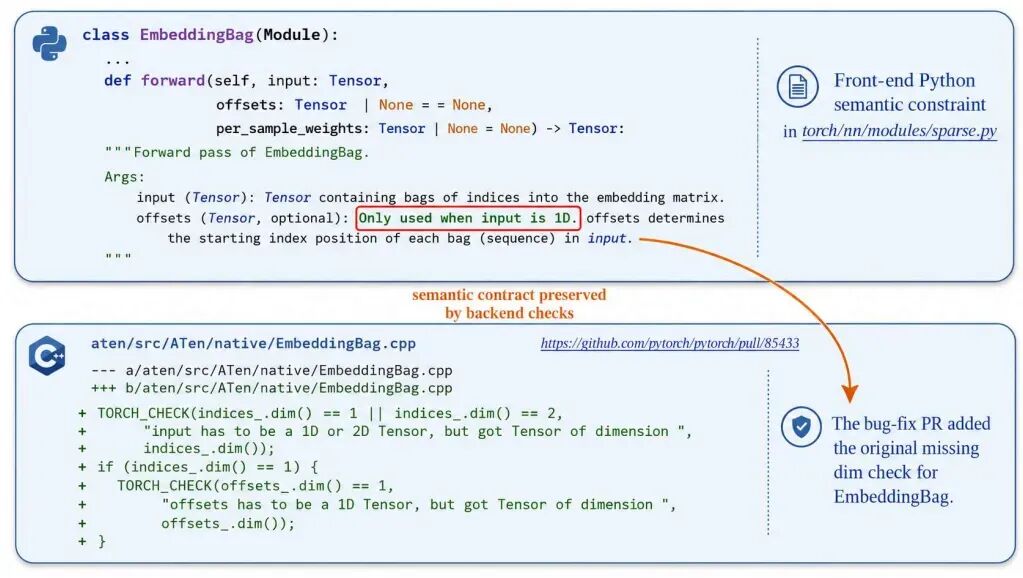 class EmbeddingBag(Module):
...
def forward(self, input: Tensor,
offsets: Tensor | None = = None,
per_sample_weights: Tensor | None = None) -> Tensor:
"""Forward pass of EmbeddingBag.
Args:
input (Tensor): Tensor containing bags of indices into the embedding matrix.
offsets (Tensor, optional): Only used when input is 1D. offsets determines
the starting index position of each bag (sequence) in input.
"""
Front-end Python
semantic constraint
in torch/nn/modules/sparse.py
semantic contract preserved
by backend checks
C++
aten/src/ATen/native/EmbeddingBag.cpp
https://github.com/pytorch/pytorch/pull/85433
--- a/aten/src/ATen/native/EmbeddingBag.cpp
+++ b/aten/src/ATen/native/EmbeddingBag.cpp
+ TORCH_CHECK(indices_.dim() == 1 || indices_.dim() == 2,
+ "input has to be a 1D or 2D Tensor, but got Tensor of dimension ",
+ indices_.dim());
+ if (indices_.dim() == 1) {
+ TORCH_CHECK(offsets_.dim() == 1,
+ "offsets has to be a 1D Tensor, but got Tensor of dimension ",
+ offsets_.dim());
+ }
The bug-fix PR added
the original missing
dim check for
EmbeddingBag.